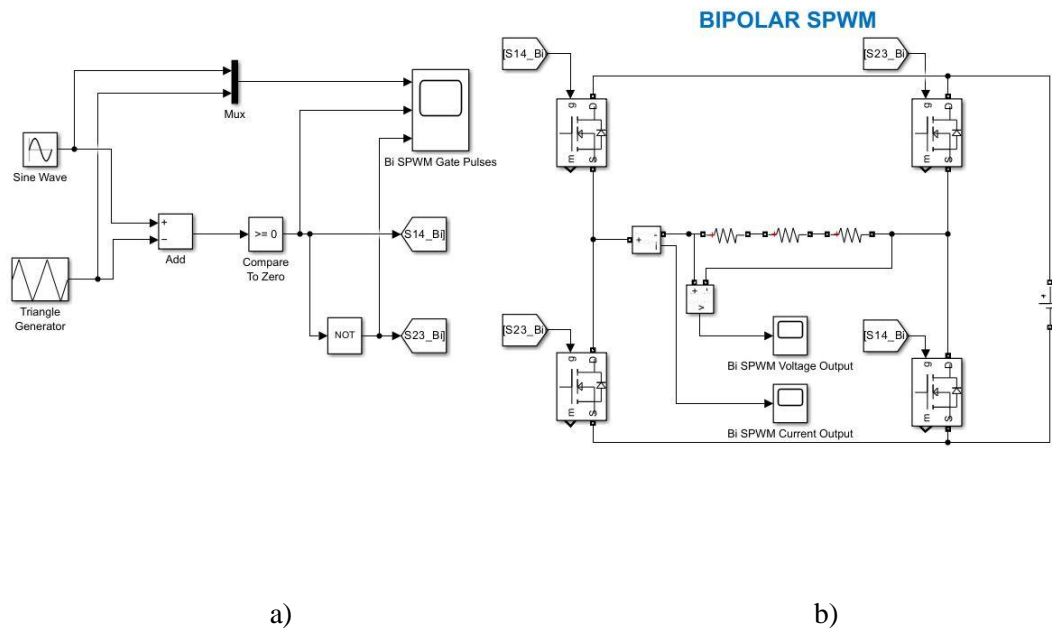 BIPOLAR SPWM
Mux
Bi SPWM Gate Pulses
Sine Wave
+
−
Add
>= 0
Compare
To Zero
S14_Bi]
Triangle
Generator
NOT
S23_Bi]
a)
[S14_Bi
[S23_Bi
g
D
m
S
g
D
m
S
+
-
i
+
-
v
[S23_Bi
[S14_Bi
g
D
m
S
g
D
m
S
+
Bi SPWM Voltage Output
Bi SPWM Current Output
b)